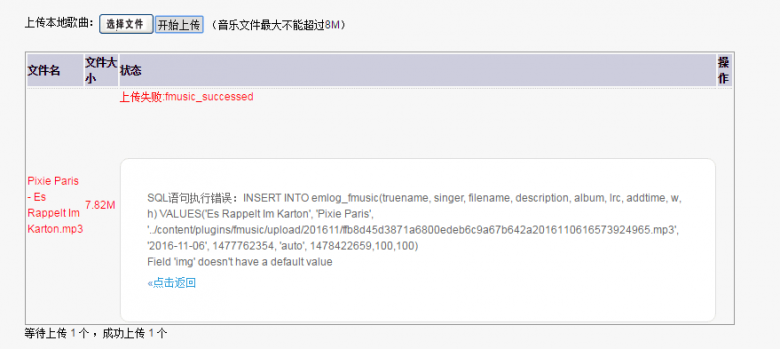 上传本地歌曲： 选择文件 开始上传 （音乐文件最大不能超过8M）
文件名 文件大小 状态 操作
上传失败:fmusic_successed
Pixie Paris - Es Rappelt Im Karton.mp3 7.82M
SQL语句执行错误：INSERT INTO emlog_fmusic(truename, singer, filename, description, album, lrc, addtime, w,
h) VALUES('Es Rappelt Im Karton', 'Pixie Paris',
'../content/plugins/fmusic/upload/201611/ffb8d45d3871a6800edeb6c9a67b642a2016110616573924965.mp3',
'2016-11-06', 1477762354, 'auto', 1478422659,100,100)
Field 'img' doesn't have a default value
«点击返回
等待上传 1 个 ，成功上传 1 个